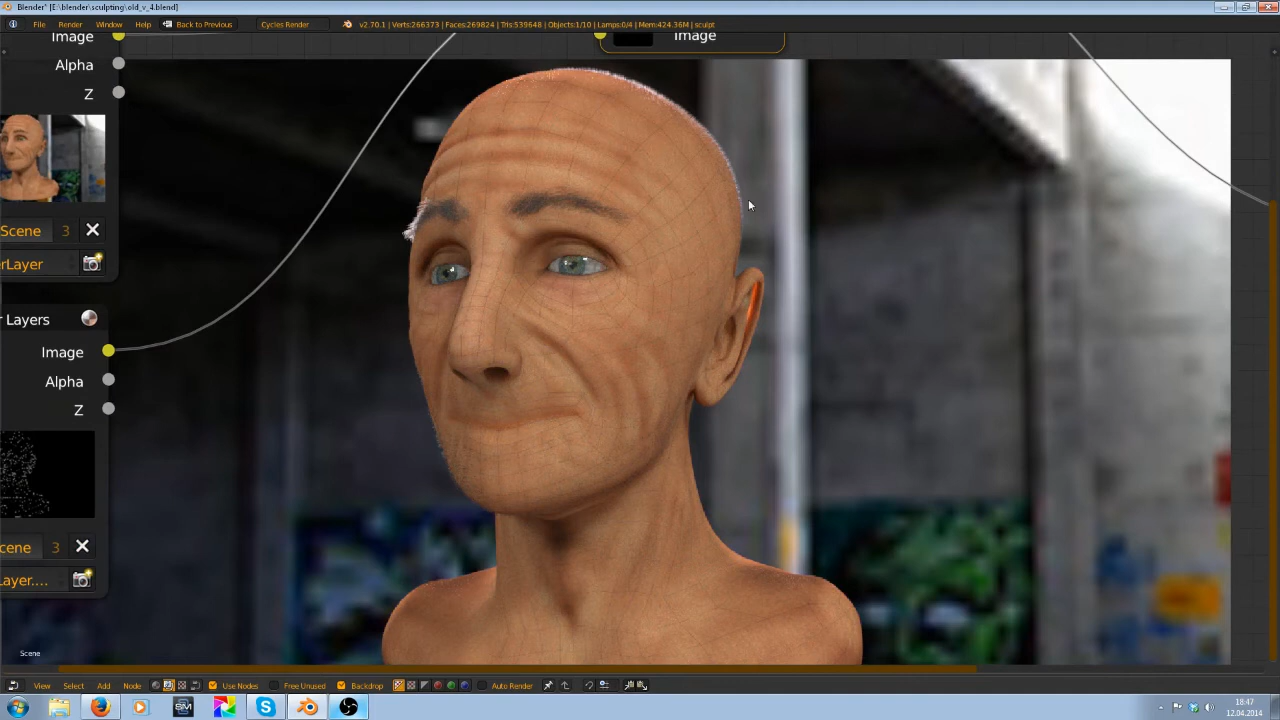 Blender* [E:\blender\sculpting\old_v_4.blend]
File Render Window Help Back to Previous Cycles Render v2.70.1 | Verts:266373 | Faces:269824 | Tris:539648 | Objects:1/10 | Lamps:0/4 | Mem:424.36M | sculpt
Image
Image
Alpha
Z
Scene 3
erLayer
Layers
Image
Alpha
Z
cene 3
Layer....
Scene
View Select Add Node Use Nodes Free Unused Backdrop Auto Render
SM
S
18:47
12.04.2014